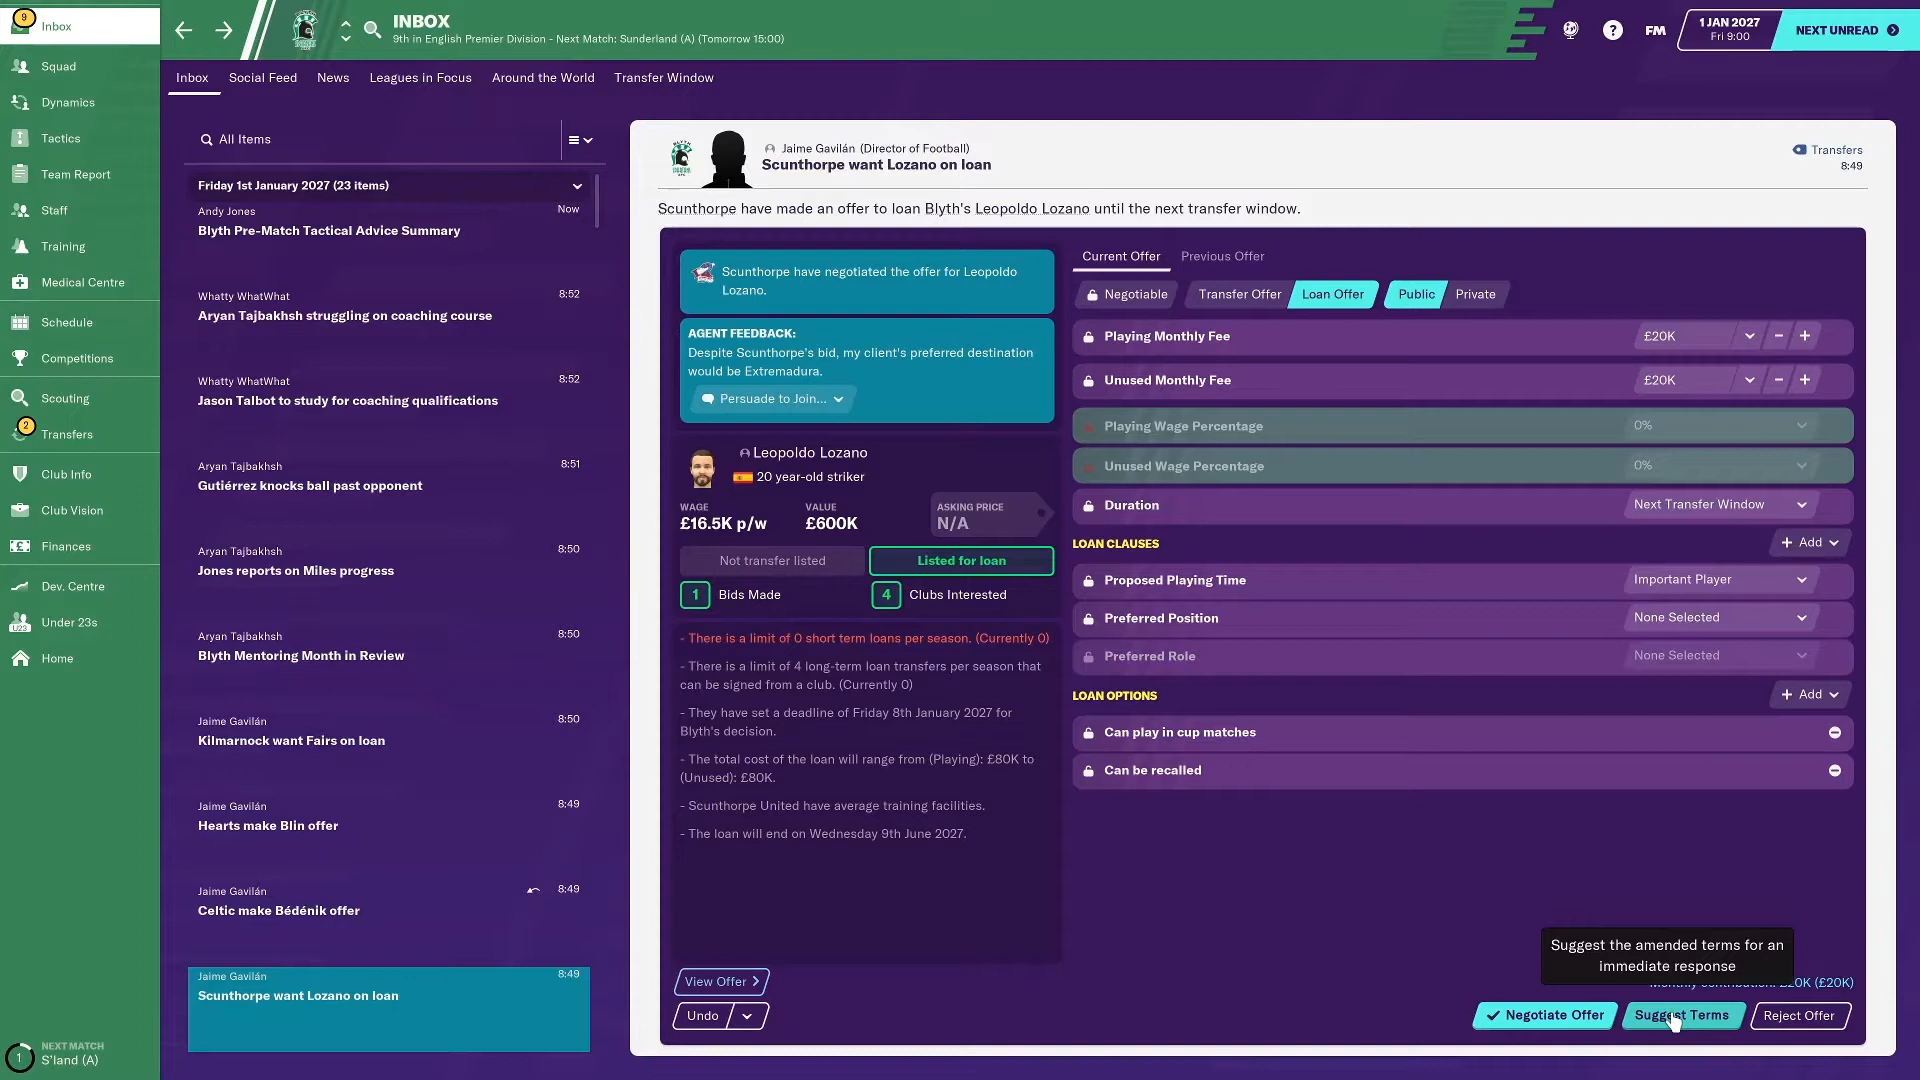 9
Inbox
INBOX
9th in English Premier Division - Next Match: Sunderland (A) (Tomorrow 15:00)
FM
1 JAN 2027
Fri 9:00
NEXT UNREAD
Squad
Dynamics
Tactics
Team Report
Staff
Training
Medical Centre
Schedule
Competitions
Scouting
2
Transfers
Club Info
Club Vision
Finances
Dev. Centre
U23
Under 23s
Home
1
NEXT MATCH
S'land (A)
Inbox
Social Feed
News
Leagues in Focus
Around the World
Transfer Window
All Items
Friday 1st January 2027 (23 items)
Andy Jones
Now
Blyth Pre-Match Tactical Advice Summary
Whatty WhatWhat
8:52
Aryan Tajbakhsh struggling on coaching course
Whatty WhatWhat
8:52
Jason Talbot to study for coaching qualifications
Aryan Tajbakhsh
8:51
Gutiérrez knocks ball past opponent
Aryan Tajbakhsh
8:50
Jones reports on Miles progress
Aryan Tajbakhsh
8:50
Blyth Mentoring Month in Review
Jaime Gavilán
8:50
Kilmarnock want Fairs on loan
Jaime Gavilán
8:49
Hearts make Blin offer
Jaime Gavilán
8:49
Celtic make Bédénik offer
Jaime Gavilán
8:49
Scunthorpe want Lozano on loan
Jaime Gavilán (Director of Football)
Scunthorpe want Lozano on loan
Transfers
8:49
Scunthorpe have made an offer to loan Blyth's Leopoldo Lozano until the next transfer window.
Scunthorpe have negotiated the offer for Leopoldo
Lozano.
AGENT FEEDBACK:
Despite Scunthorpe's bid, my client's preferred destination
would be Extremadura.
Persuade to Join...
Leopoldo Lozano
20 year-old striker
WAGE
£16.5K p/w
VALUE
£600K
ASKING PRICE
N/A
Not transfer listed
Listed for loan
1 Bids Made
4 Clubs Interested
- There is a limit of 0 short term loans per season. (Currently 0)
- There is a limit of 4 long-term loan transfers per season that
can be signed from a club. (Currently 0)
- They have set a deadline of Friday 8th January 2027 for
Blyth's decision.
- The total cost of the loan will range from (Playing): £80K to
(Unused): £80K.
- Scunthorpe United have average training facilities.
- The loan will end on Wednesday 9th June 2027.
View Offer
Undo
Current Offer
Previous Offer
Negotiable
Transfer Offer
Loan Offer
Public
Private
Playing Monthly Fee
£20K
Unused Monthly Fee
£20K
Playing Wage Percentage
0%
Unused Wage Percentage
0%
Duration
Next Transfer Window
LOAN CLAUSES
+ Add
Proposed Playing Time
Important Player
Preferred Position
None Selected
Preferred Role
None Selected
LOAN OPTIONS
+ Add
Can play in cup matches
Can be recalled
Suggest the amended terms for an
immediate response
Monthly contribution: £20K (£20K)
Negotiate Offer
Suggest Terms
Reject Offer